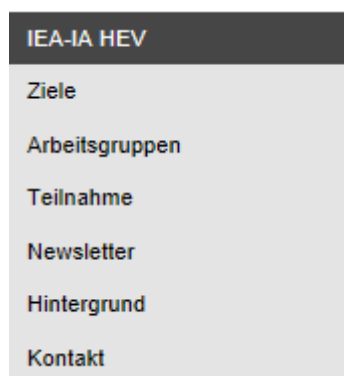 IEA-IA HEV
Ziele
Arbeitsgruppen
Teilnahme
Newsletter
Hintergrund
Kontakt